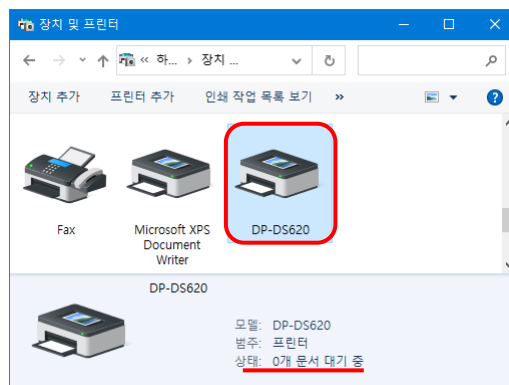 장치 및 프린터
« 하... › 장치 ...
장치 추가 프린터 추가 인쇄 작업 목록 보기 »
Fax
Microsoft XPS
Document
Writer
DP-DS620
DP-DS620
모델: DP-DS620
범주: 프린터
상태: 0개 문서 대기 중